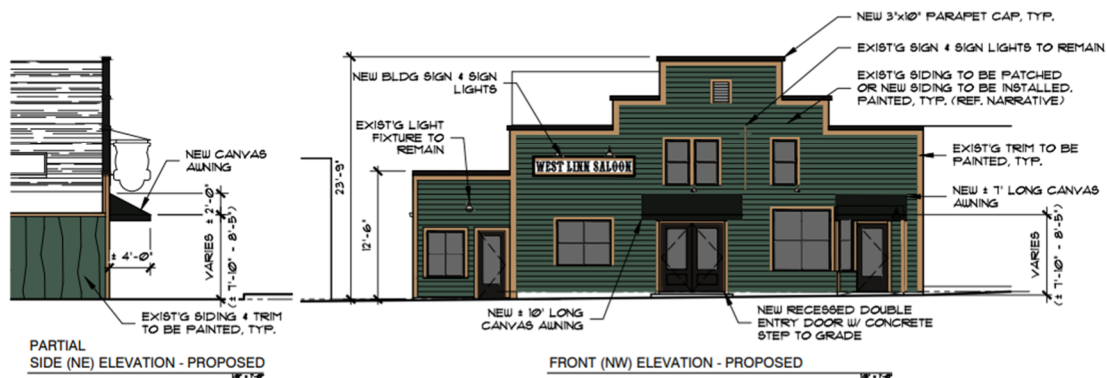 NEW 3"x10" PARAPET CAP, TYP.
EXIST'G SIGN & SIGN LIGHTS TO REMAIN
NEW BLDG SIGN & SIGN
LIGHTS
EXIST'G SIDING TO BE PATCHED
OR NEW SIDING TO BE INSTALLED.
PAINTED, TYP. (REF. NARRATIVE)
EXIST'G LIGHT
FIXTURE TO
REMAIN
NEW CANVAS
AWNING
EXIST'G TRIM TO BE
PAINTED, TYP.
WEST LINN SALOON
23'-9"
12'-6"
NEW ± 7' LONG CANVAS
AWNING
± 2'-0"
± 4'-0"
VARIES
(± 7'-10" - 8'-5")
VARIES
(± 7'-10" - 8'-5")
EXIST'G SIDING & TRIM
TO BE PAINTED, TYP.
NEW ± 10' LONG
CANVAS AWNING
NEW RECESSED DOUBLE
ENTRY DOOR W/ CONCRETE
STEP TO GRADE
PARTIAL
SIDE (NE) ELEVATION - PROPOSED
FRONT (NW) ELEVATION - PROPOSED